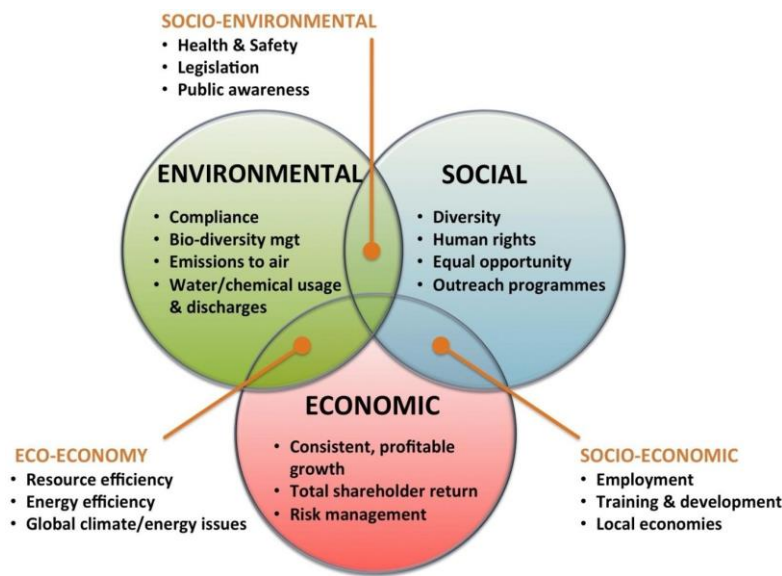 SOCIO-ENVIRONMENTAL
• Health & Safety
• Legislation
• Public awareness
ENVIRONMENTAL
• Compliance
• Bio-diversity mgt
• Emissions to air
• Water/chemical usage
& discharges
SOCIAL
• Diversity
• Human rights
• Equal opportunity
• Outreach programmes
ECONOMIC
• Consistent, profitable
growth
• Total shareholder return
• Risk management
ECO-ECONOMY
• Resource efficiency
• Energy efficiency
• Global climate/energy issues
SOCIO-ECONOMIC
• Employment
• Training & development
• Local economies